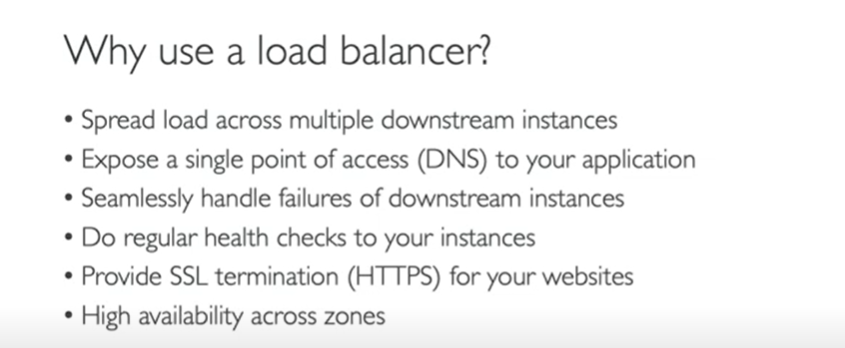 Why use a load balancer?
• Spread load across multiple downstream instances
• Expose a single point of access (DNS) to your application
• Seamlessly handle failures of downstream instances
• Do regular health checks to your instances
• Provide SSL termination (HTTPS) for your websites
• High availability across zones